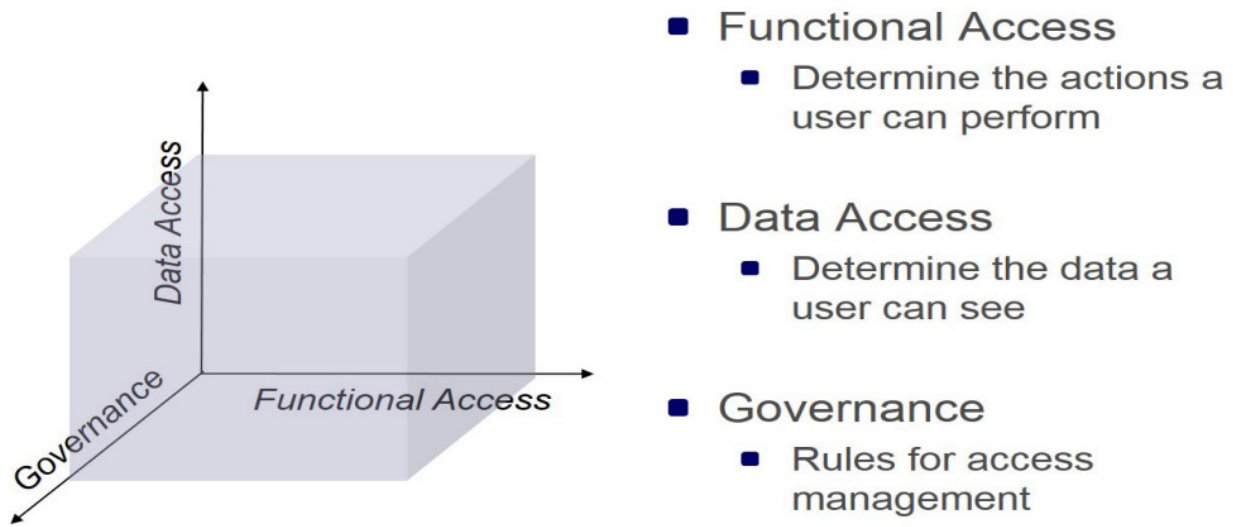 Data Access
Functional Access
Governance
Functional Access
Determine the actions a
user can perform
Data Access
Determine the data a
user can see
Governance
Rules for access
management